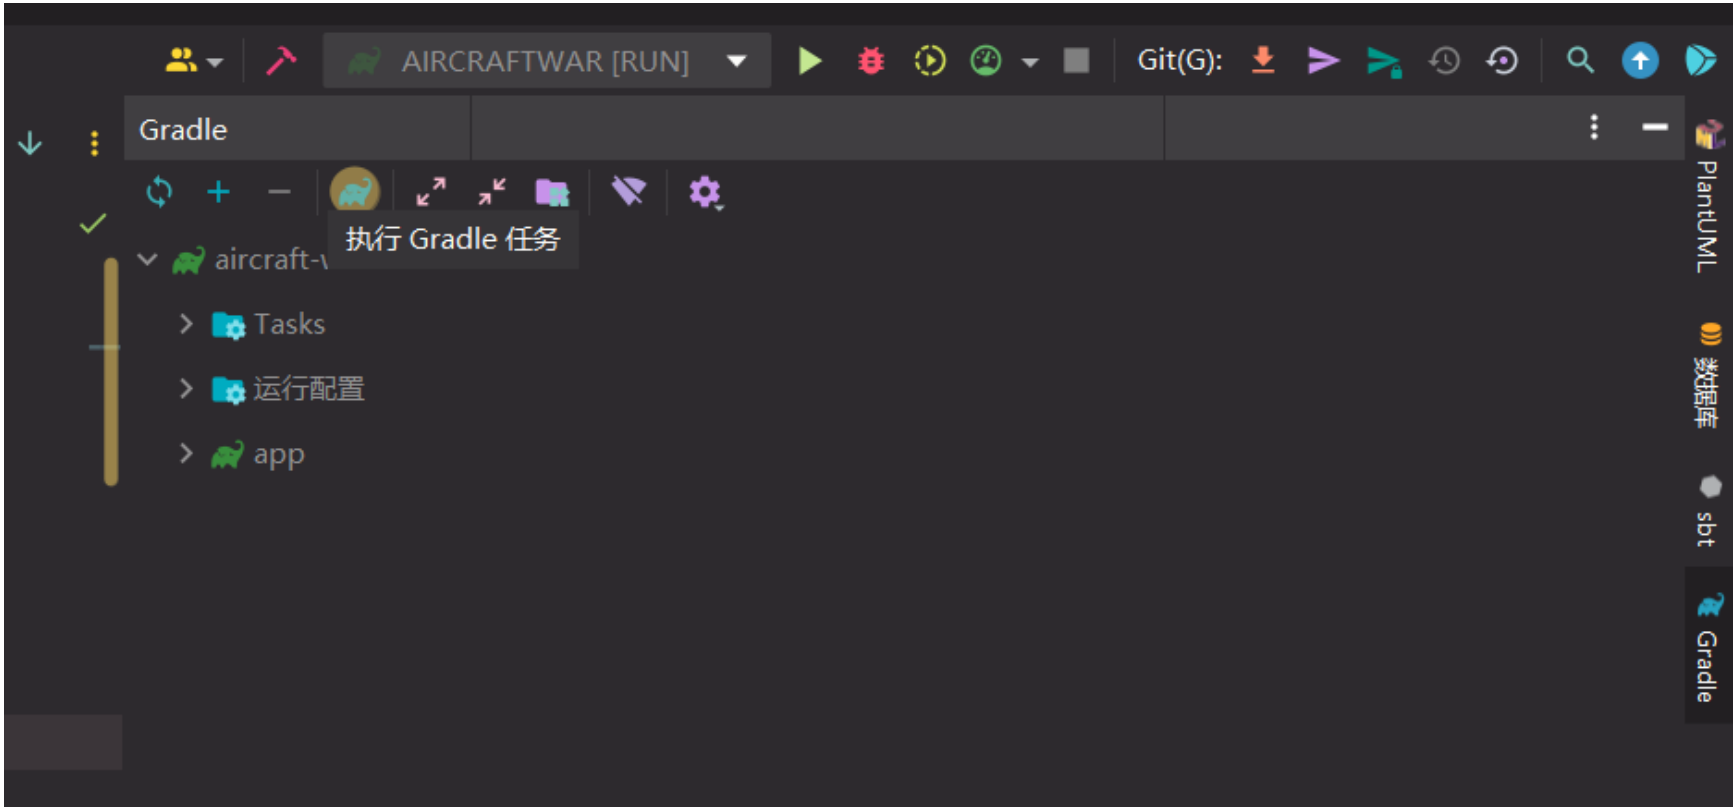 AIRCRAFTWAR [RUN]
Git(G):
Gradle
执行 Gradle 任务
aircraft-
Tasks
运行配置
app
PlantUML
数据库
sbt
Gradle